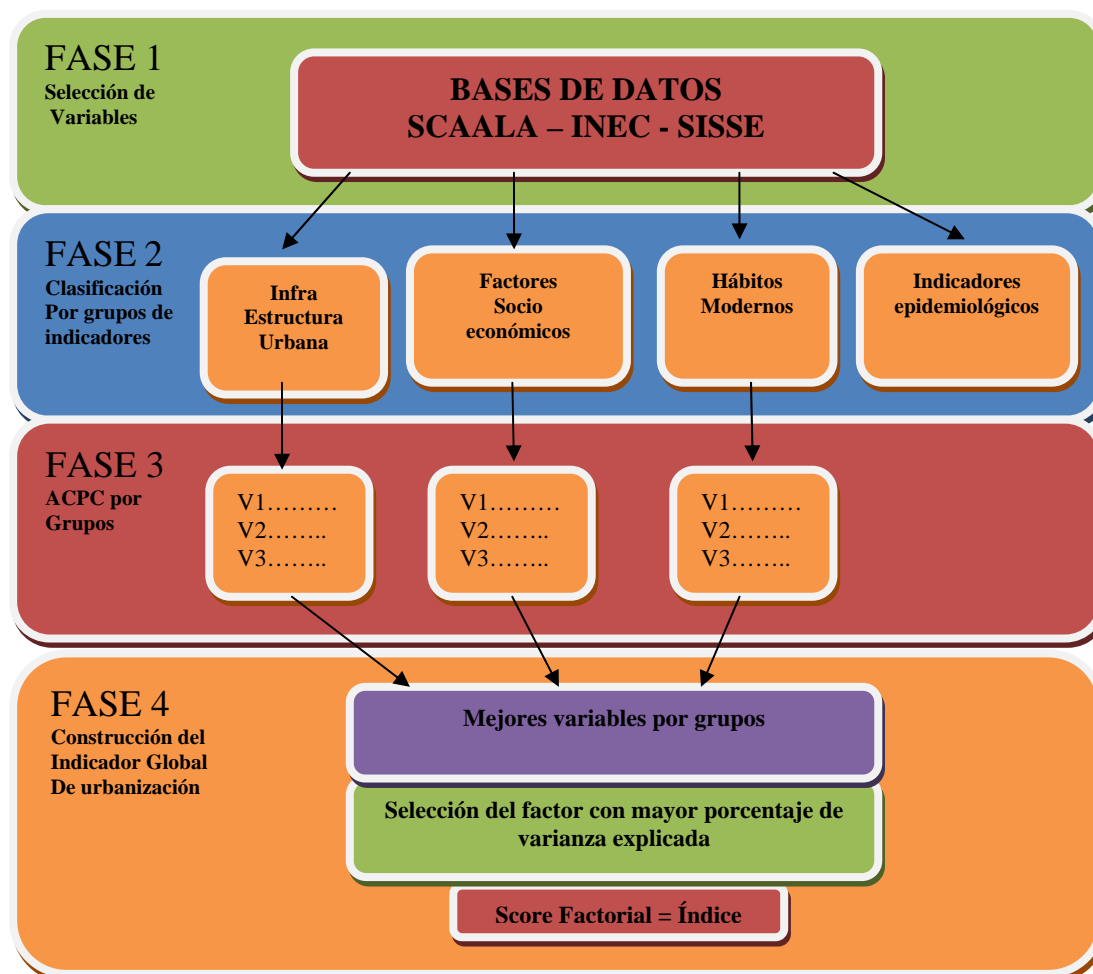 FASE 1
Selección de
Variables
BASES DE DATOS
SCAALA – INEC - SISSE
FASE 2
Clasificación
Por grupos de
indicadores
Infra
Estructura
Urbana
Factores
Socio
económicos
Hábitos
Modernos
Indicadores
epidemiológicos
FASE 3
ACPC por
Grupos
V1………
V2……..
V3……..
V1………
V2……..
V3……..
V1………
V2……..
V3……..
FASE 4
Construcción del
Indicador Global
De urbanización
Mejores variables por grupos
Selección del factor con mayor porcentaje de
varianza explicada
Score Factorial = Índice